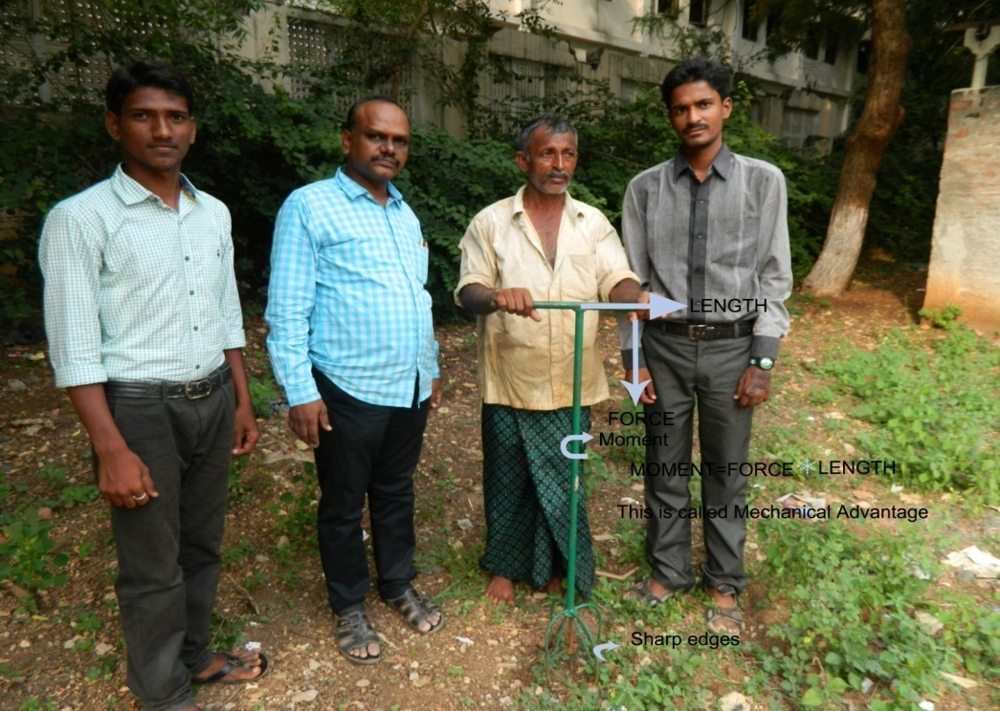 LENGTH
FORCE
Moment
MOMENT=FORCE * LENGTH
This is called Mechanical Advantage
Sharp edges